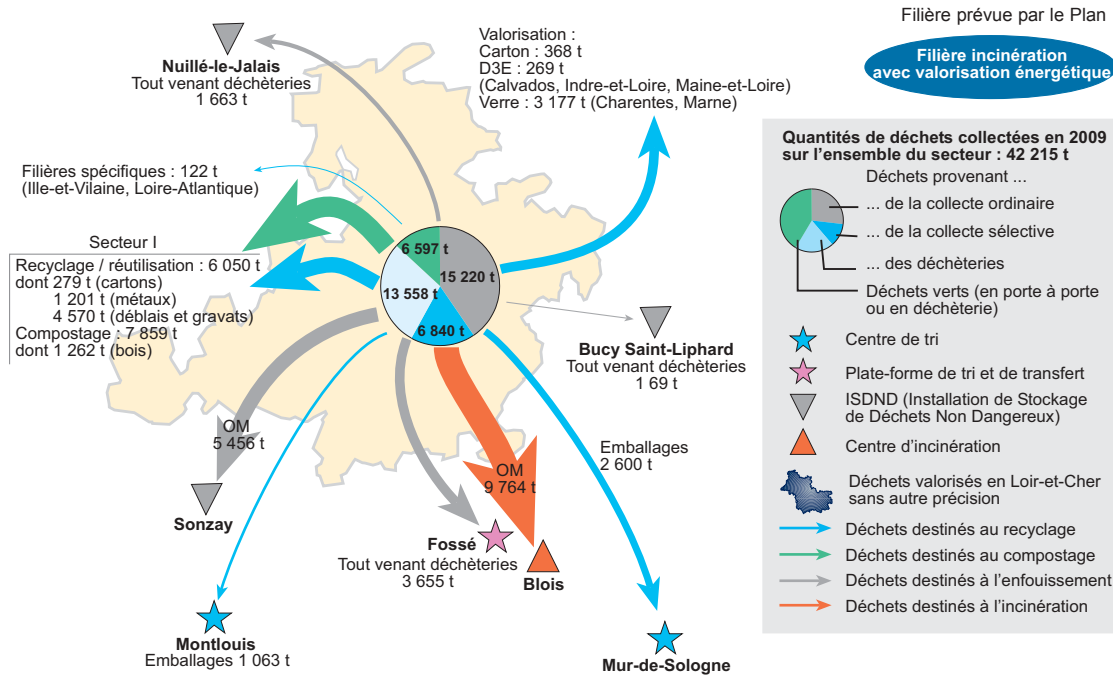 Filière prévue par le Plan
Filière incinération
avec valorisation énergétique
Nuillé-le-Jalais
Tout venant déchèteries
1 663 t
Valorisation :
Carton : 368 t
D3E : 269 t
(Calvados, Indre-et-Loire, Maine-et-Loire)
Verre : 3 177 t (Charentes, Marne)
Filières spécifiques : 122 t
(Ille-et-Vilaine, Loire-Atlantique)
Secteur I
Recyclage / réutilisation : 6 050 t
dont 279 t (cartons)
1 201 t (métaux)
4 570 t (déblais et gravats)
Compostage : 7 859 t
dont 1 262 t (bois)
6 597 t
15 220 t
13 558 t
6 840 t
Bucy Saint-Liphard
Tout venant déchèteries
1 69 t
OM
5 456 t
Sonzay
OM
9 764 t
Emballages
2 600 t
Fossé
Tout venant déchèteries
3 655 t
Blois
Montlouis
Emballages 1 063 t
Mur-de-Sologne
Quantités de déchets collectées en 2009
sur l'ensemble du secteur : 42 215 t
Déchets provenant ...
... de la collecte ordinaire
... de la collecte sélective
... des déchèteries
Déchets verts (en porte à porte
ou en déchèterie)
Centre de tri
Plate-forme de tri et de transfert
ISDND (Installation de Stockage
de Déchets Non Dangereux)
Centre d'incinération
Déchets valorisés en Loir-et-Cher
sans autre précision
Déchets destinés au recyclage
Déchets destinés au compostage
Déchets destinés à l'enfouissement
Déchets destinés à l'incinération